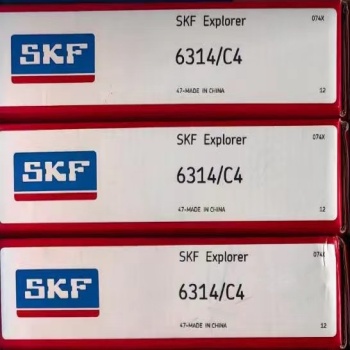 SKF Explorer 074X
SKF
6314/C4
47-MADE IN CHINA 12
SKF Explorer 074X
SKF
6314/C4
47-MADE IN CHINA 12
SKF Explorer
SKF
6314/C4
47-MADE IN CHINA 12